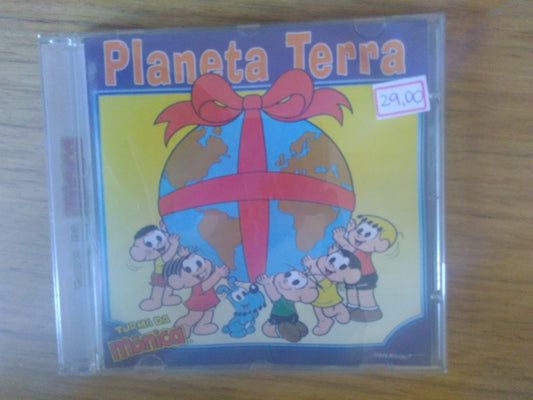 Planeta Terra
29,00
TURMA DA
Mônica